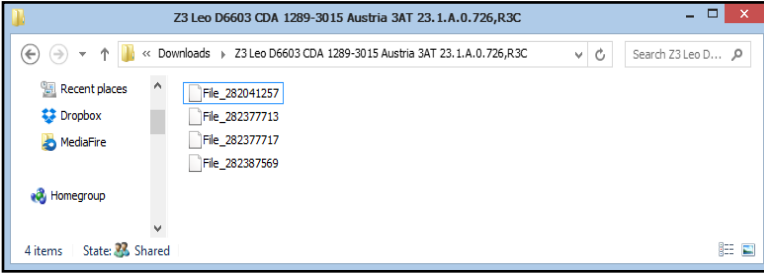 Z3 Leo D6603 CDA 1289-3015 Austria 3AT 23.1.A.0.726,R3C
« Downloads Z3 Leo D6603 CDA 1289-3015 Austria 3AT 23.1.A.0.726,R3C Search Z3 Leo D...
Recent places
Dropbox
MediaFire
Homegroup
File_282041257
File_282377713
File_282377717
File_282387569
4 items State: Shared